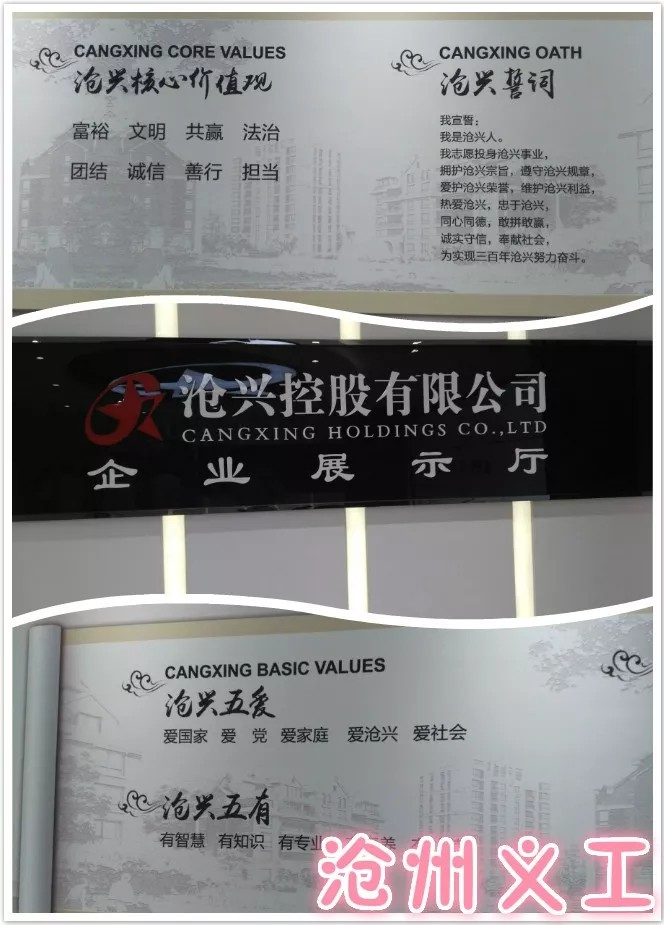 CANGXING CORE VALUES
沧兴核心价值观
富裕 文明 共赢 法治
团结 诚信 善行 担当
CANGXING OATH
沧兴誓词
我宣誓：
我是沧兴人。
我志愿投身沧兴事业，
拥护沧兴宗旨，遵守沧兴规章，
爱护沧兴荣誉，维护沧兴利益，
热爱沧兴，忠于沧兴，
同心同德，敢拼敢赢，
诚实守信，奉献社会，
为实现三百年沧兴努力奋斗。
沧兴控股有限公司
CANGXING HOLDINGS CO.,LTD
企业展示厅
CANGXING BASIC VALUES
沧兴五爱
爱国家 爱 党 爱家庭 爱沧兴 爱社会
沧兴五有
有智慧 有知识 有专业 美
沧州义工